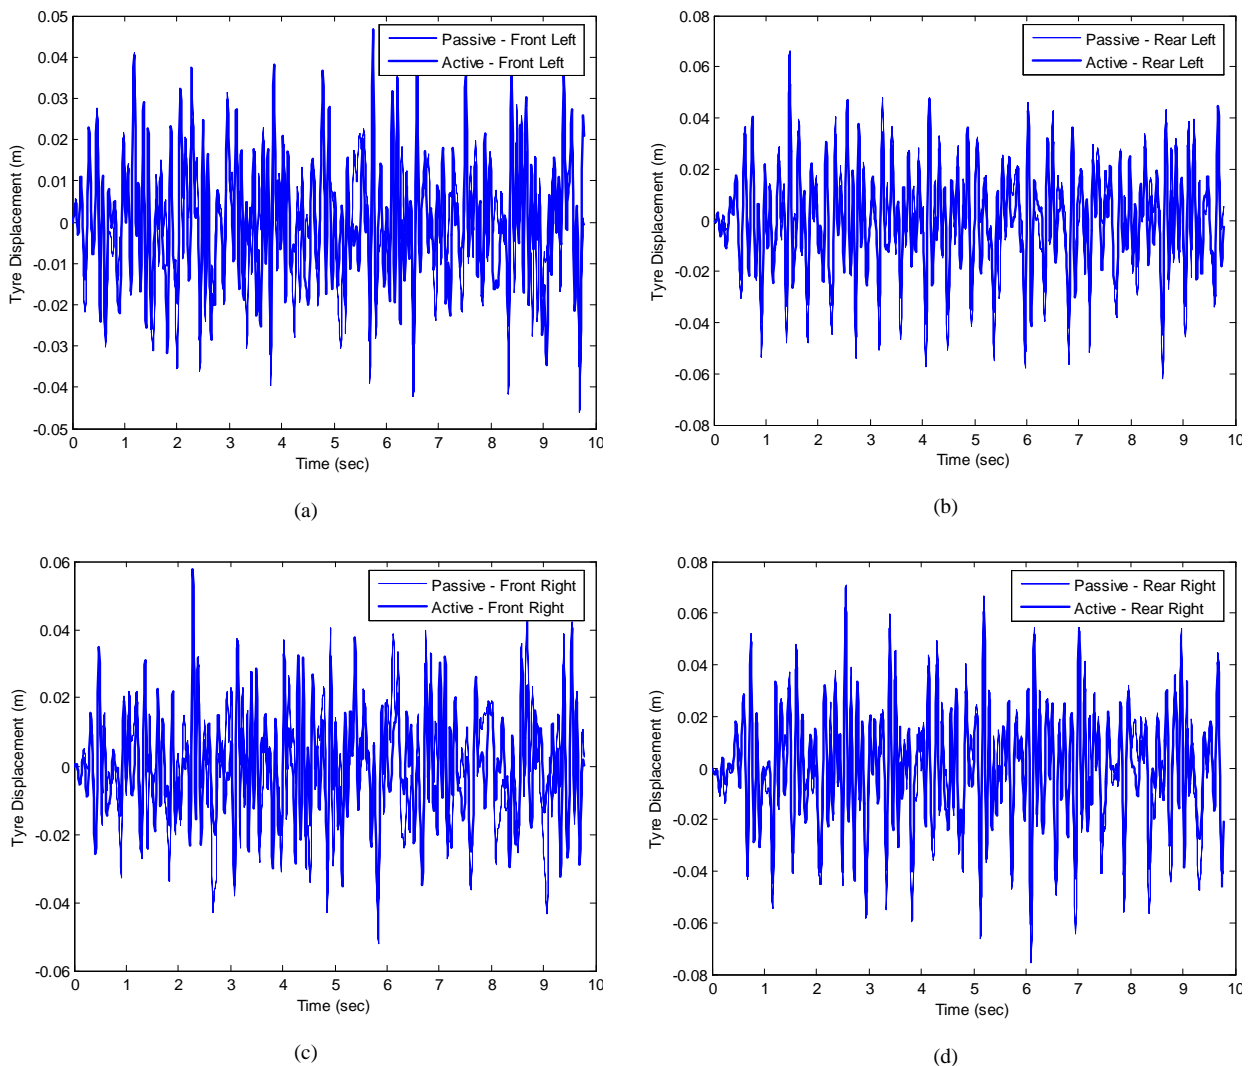 0.05
0.04
0.03
0.02
0.01
0
-0.01
-0.02
-0.03
-0.04
-0.05
Tyre Displacement (m)
Passive - Front Left
Active - Front Left
0 1 2 3 4 5 6 7 8 9 10
Time (sec)
(a)
0.08
0.06
0.04
0.02
0
-0.02
-0.04
-0.06
-0.08
Tyre Displacement (m)
Passive - Rear Left
Active - Rear Left
0 1 2 3 4 5 6 7 8 9 10
Time (sec)
(b)
0.06
0.04
0.02
0
-0.02
-0.04
-0.06
Tyre Displacement (m)
Passive - Front Right
Active - Front Right
0 1 2 3 4 5 6 7 8 9 10
Time (sec)
(c)
0.08
0.06
0.04
0.02
0
-0.02
-0.04
-0.06
-0.08
Tyre Displacement (m)
Passive - Rear Right
Active - Rear Right
0 1 2 3 4 5 6 7 8 9 10
Time (sec)
(d)